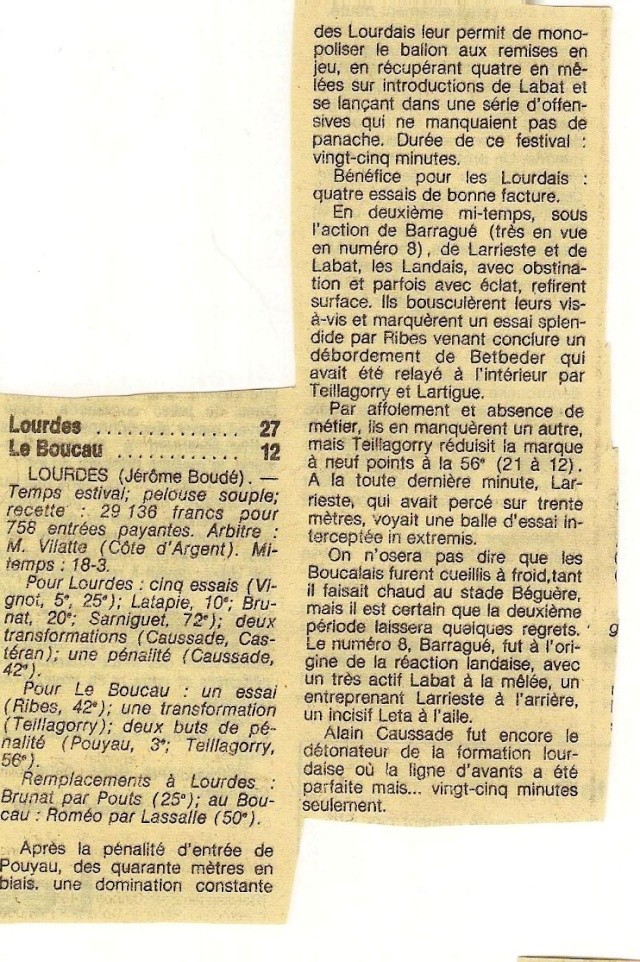 Lourdes .............. 27
Le Boucau ............ 12
LOURDES (Jérôme Boudé). —
Temps estival; pelouse souple;
recette : 29 136 francs pour
758 entrées payantes. Arbitre :
M. Vilatte (Côte d'Argent). Mi-
temps : 18-3.
Pour Lourdes : cinq essais (Vi-
gnot, 5ᵉ, 25ᵉ); Latapie, 10ᵉ; Bru-
nat, 20ᵉ; Sarniguet, 72ᵉ); deux
transformations (Caussade, Cas-
téran); une pénalité (Caussade,
42ᵉ).
Pour Le Boucau : un essai
(Ribes, 42ᵉ); une transformation
(Teillagorry); deux buts de pé-
nalité (Pouyau, 3ᵉ; Teillagorry,
56ᵉ).
Remplacements à Lourdes :
Brunat par Pouts (25ᵉ); au Bou-
cau : Roméo par Lassalle (50ᵉ).
Après la pénalité d'entrée de
Pouyau, des quarante mètres en
biais, une domination constante
des Lourdais leur permit de mono-
poliser le ballon aux remises en
jeu, en récupérant quatre en mê-
lées sur introductions de Labat et
se lançant dans une série d'offen-
sives qui ne manquaient pas de
panache. Durée de ce festival :
vingt-cinq minutes.
Bénéfice pour les Lourdais :
quatre essais de bonne facture.
En deuxième mi-temps, sous
l'action de Barragué (très en vue
en numéro 8), de Larrieste et de
Labat, les Landais, avec obstina-
tion et parfois avec éclat, refirent
surface. Ils bousculèrent leurs vis-
à-vis et marquèrent un essai splen-
dide par Ribes venant conclure un
débordement de Betbeder qui
avait été relayé à l'intérieur par
Teillagorry et Lartigue.
Par affolement et absence de
métier, ils en manquèrent un autre,
mais Teillagorry réduisit la marque
à neuf points à la 56ᵉ (21 à 12).
A la toute dernière minute, Lar-
rieste, qui avait percé sur trente
mètres, voyait une balle d'essai in-
terceptée in extremis.
On n'osera pas dire que les
Boucalais furent cueillis à froid,tant
il faisait chaud au stade Béguère,
mais il est certain que la deuxième
période laissera quelques regrets.
Le numéro 8, Barragué, fut à l'ori-
gine de la réaction landaise, avec
un très actif Labat à la mêlée, un
entreprenant Larrieste à l'arrière,
un incisif Leta à l'aile.
Alain Caussade fut encore le
détonateur de la formation lour-
daise où la ligne d'avants a été
parfaite mais... vingt-cinq minutes
seulement.